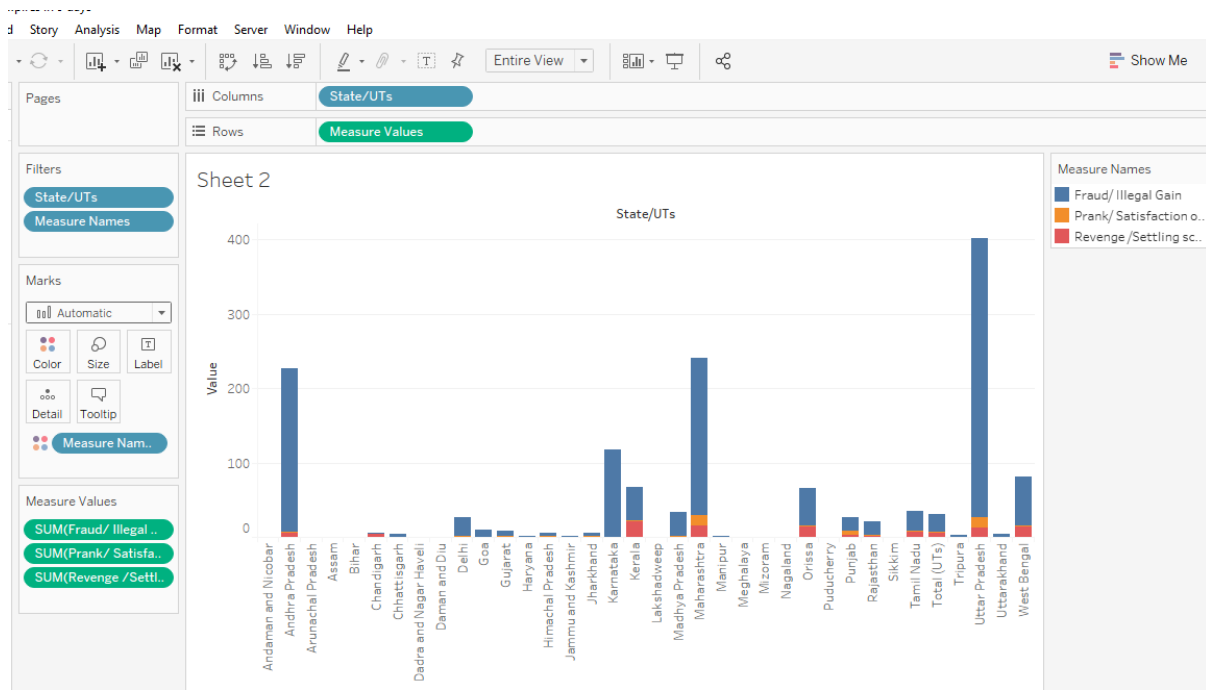 Story Analysis Map Format Server Window Help
Entire View
Show Me
Pages
Columns
State/UTs
Rows
Measure Values
Filters
State/UTs
Measure Names
Marks
Automatic
Color Size Label
Detail Tooltip
Measure Nam..
Measure Values
SUM(Fraud/ Illegal ..
SUM(Prank/ Satisfa..
SUM(Revenge /Settl..
Sheet 2
State/UTs
Value
400
300
200
100
0
Andaman and Nicobar
Andhra Pradesh
Arunachal Pradesh
Assam
Bihar
Chandigarh
Chhattisgarh
Dadra and Nagar Haveli
Daman and Diu
Delhi
Goa
Gujarat
Haryana
Himachal Pradesh
Jammu and Kashmir
Jharkhand
Karnataka
Kerala
Lakshadweep
Madhya Pradesh
Maharashtra
Manipur
Meghalaya
Mizoram
Nagaland
Orissa
Puducherry
Punjab
Rajasthan
Sikkim
Tamil Nadu
Total (UTs)
Tripura
Uttar Pradesh
Uttarakhand
West Bengal
Measure Names
Fraud/ Illegal Gain
Prank/ Satisfaction o..
Revenge /Settling sc..